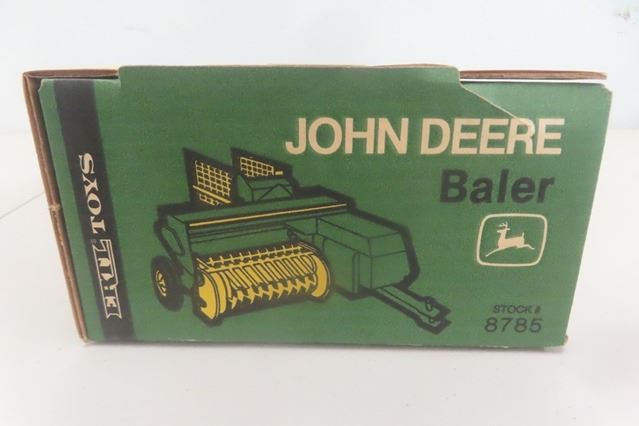 ERTL® TOYS
JOHN DEERE
Baler
STOCK #
8785